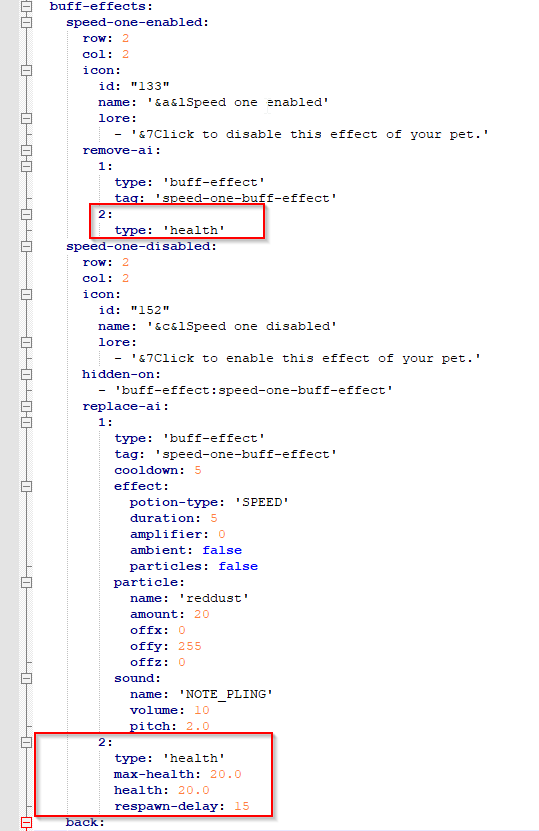 buff-effects:
speed-one-enabled:
row: 2
col: 2
icon:
id: "133"
name: '&a&lSpeed one enabled'
lore:
- '&7Click to disable this effect of your pet.'
remove-ai:
1:
type: 'buff-effect'
tag: 'speed-one-buff-effect'
2:
type: 'health'
speed-one-disabled:
row: 2
col: 2
icon:
id: "152"
name: '&c&lSpeed one disabled'
lore:
- '&7Click to enable this effect of your pet.'
hidden-on:
- 'buff-effect:speed-one-buff-effect'
replace-ai:
1:
type: 'buff-effect'
tag: 'speed-one-buff-effect'
cooldown: 5
effect:
potion-type: 'SPEED'
duration: 5
amplifier: 0
ambient: false
particles: false
particle:
name: 'reddust'
amount: 20
offx: 0
offy: 255
offz: 0
sound:
name: 'NOTE_PLING'
volume: 10
pitch: 2.0
2:
type: 'health'
max-health: 20.0
health: 20.0
respawn-delay: 15
back: